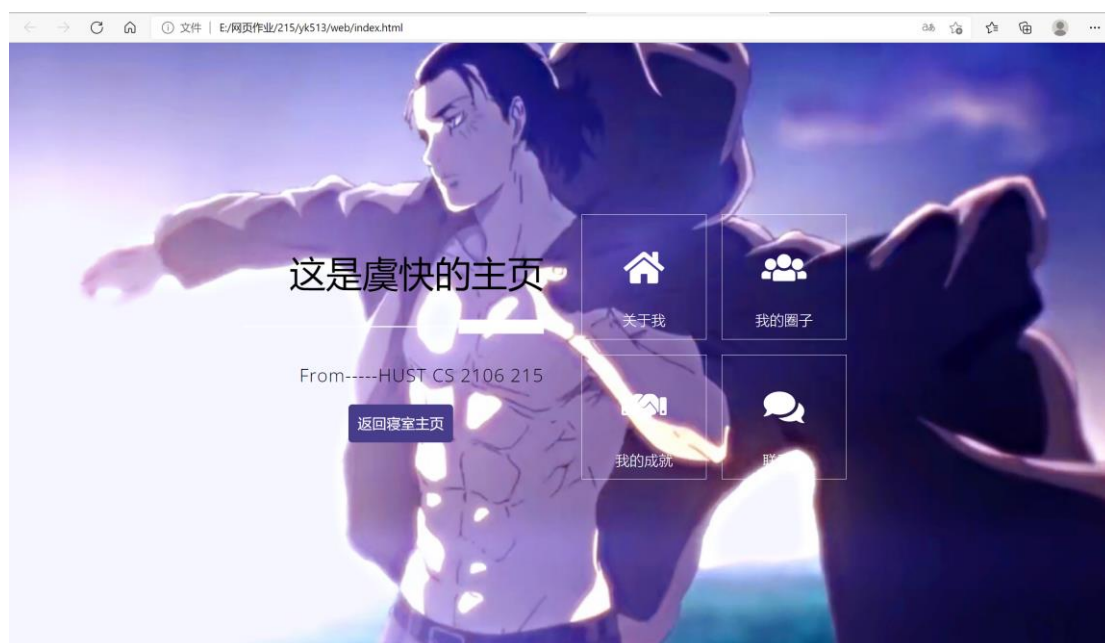 文件 E:/网页作业/215/yk513/web/index.html
这是虞快的主页
From-----HUST CS 2106 215
返回寝室主页
关于我
我的圈子
我的成就